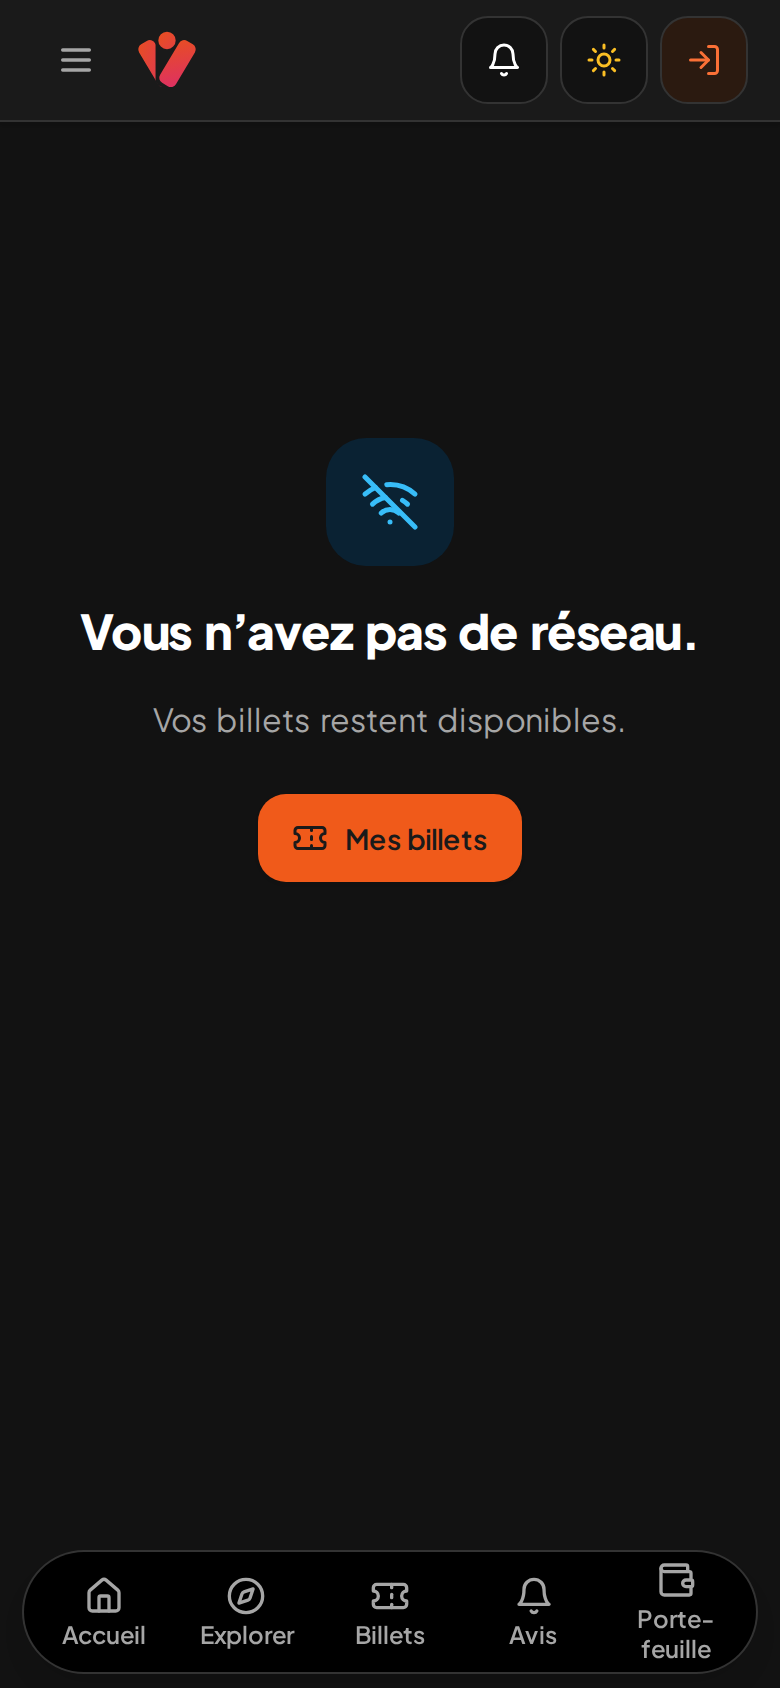 Vous n’avez pas de réseau.
Vos billets restent disponibles.
Mes billets
Accueil
Explorer
Billets
Avis
Porte-
feuille